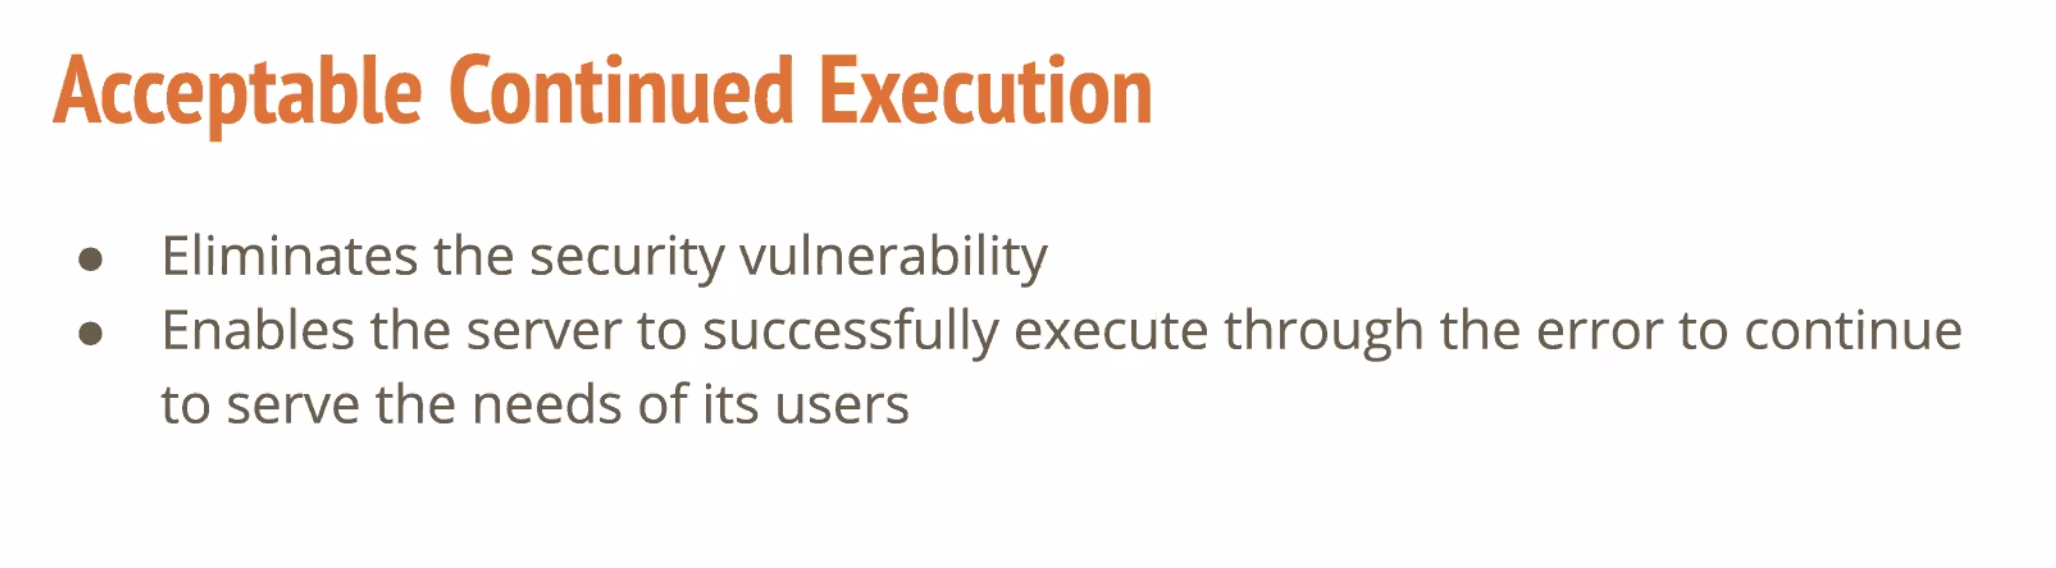 Acceptable Continued Execution
● Eliminates the security vulnerability
● Enables the server to successfully execute through the error to continue
to serve the needs of its users